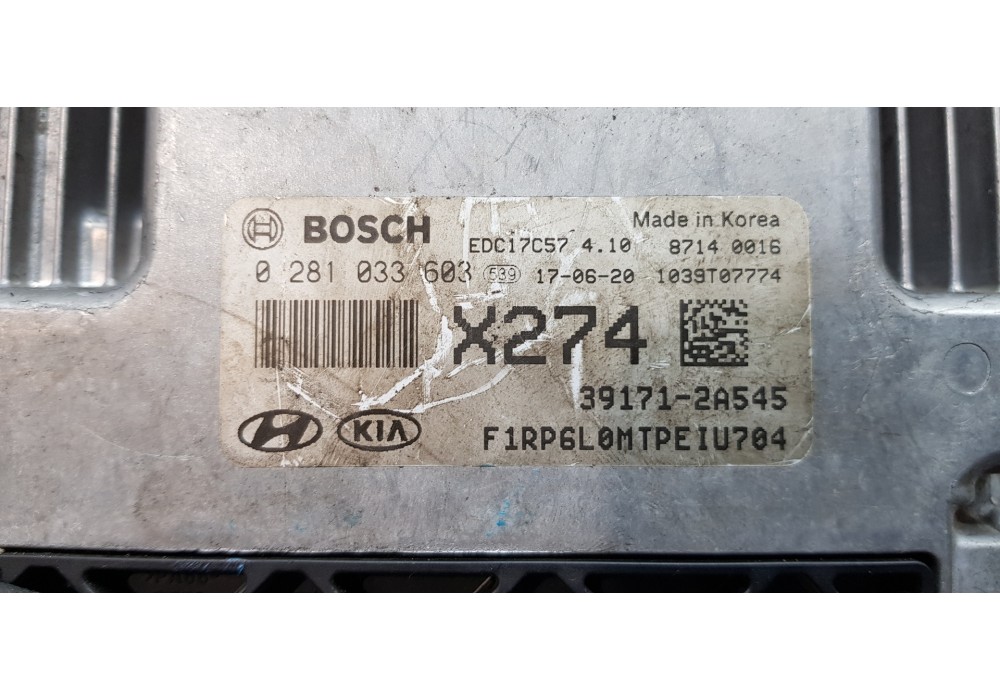 BOSCH
Made in Korea
EDC17C57 4.10 8714 0016
0 281 033 603 539 17-06-20 1039T07774
X274
39171-2A545
KIA F1RP6L0MTPEIU704